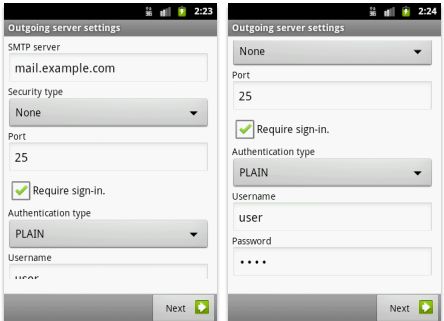 2:23
Outgoing server settings
SMTP server
mail.example.com
Security type
None
Port
25
Require sign-in.
Authentication type
PLAIN
Username
user
Next
2:24
Outgoing server settings
None
Port
25
Require sign-in.
Authentication type
PLAIN
Username
user
Password
••••
Next